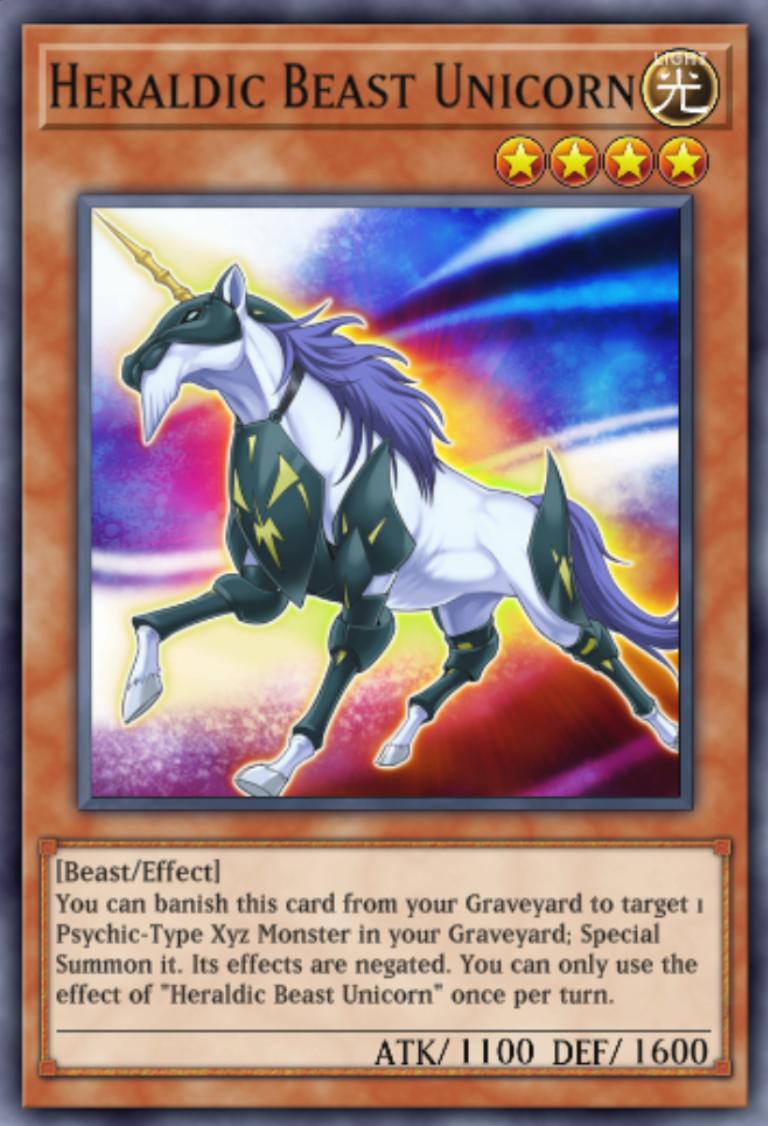 HERALDIC BEAST UNICORN
LIGHT
光
[Beast/Effect]
You can banish this card from your Graveyard to target 1
Psychic-Type Xyz Monster in your Graveyard; Special
Summon it. Its effects are negated. You can only use the
effect of "Heraldic Beast Unicorn" once per turn.
ATK/ 1100 DEF/ 1600